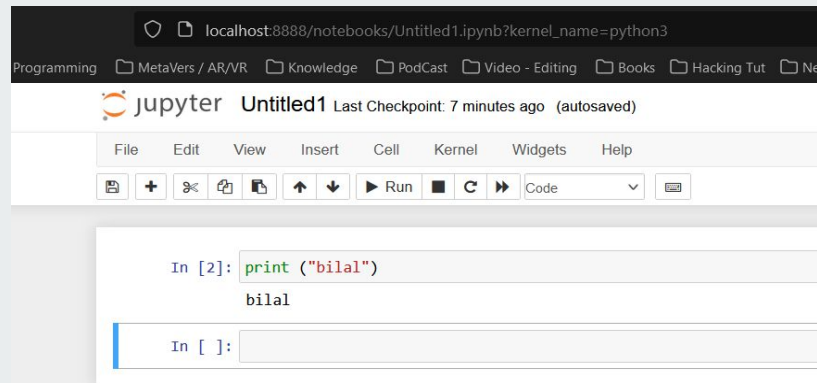 localhost:8888/notebooks/Untitled1.ipynb?kernel_name=python3
Programming MetaVers / AR/VR Knowledge PodCast Video - Editing Books Hacking Tut
jupyter Untitled1 Last Checkpoint: 7 minutes ago (autosaved)
File Edit View Insert Cell Kernel Widgets Help
Run Code
In [2]: print ("bilal")
bilal
In [ ]: